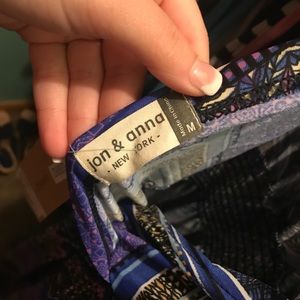 jon & anna
- NEW YORK -
M